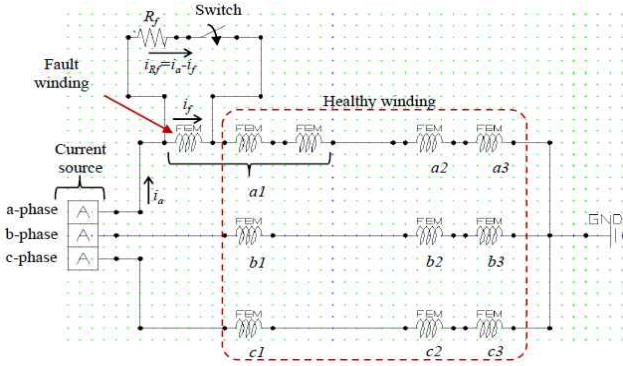 Switch
Rf
iRf=ia-if
Fault
winding
if
Healthy winding
FEM
FEM
FEM
FEM
FEM
Current
source
a1
a2
a3
ia
a-phase
A
b-phase
A
c-phase
A
FEM
FEM
FEM
GND
b1
b2
b3
FEM
FEM
FEM
c1
c2
c3